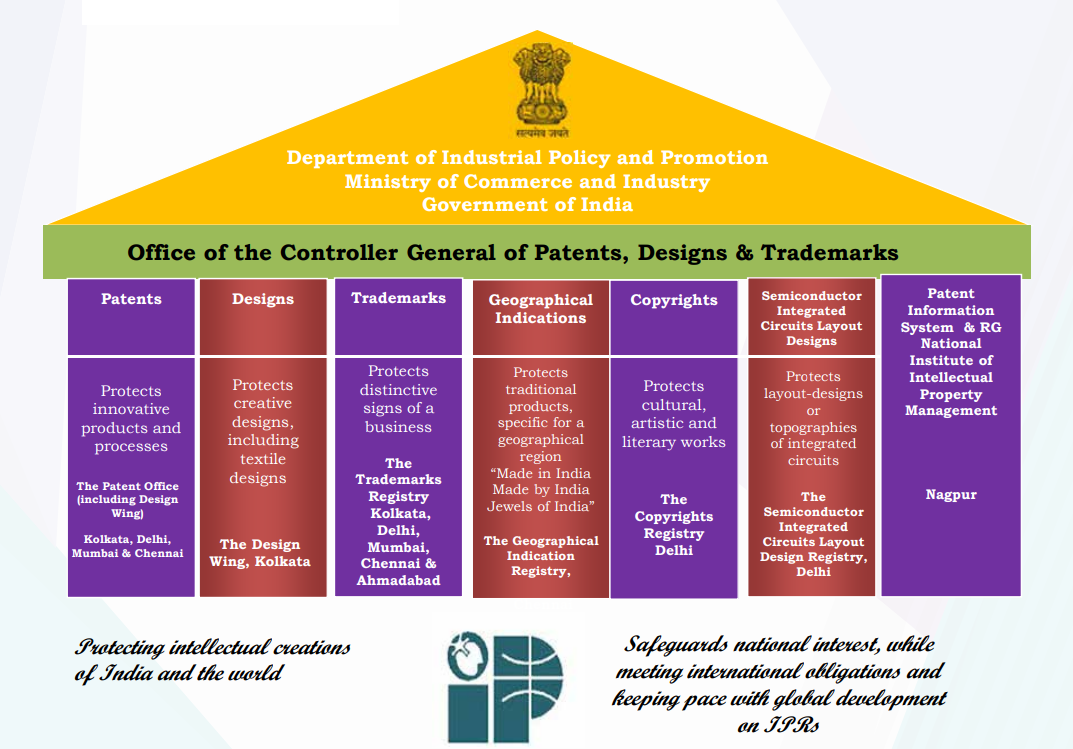 सत्यमेव जयते
Department of Industrial Policy and Promotion
Ministry of Commerce and Industry
Government of India
Office of the Controller General of Patents, Designs & Trademarks
Patents
Protects
innovative
products and
processes
The Patent Office
(including Design
Wing)
Kolkata, Delhi,
Mumbai & Chennai
Designs
Protects
creative
designs,
including
textile
designs
The Design
Wing, Kolkata
Trademarks
Protects
distinctive
signs of a
business
The
Trademarks
Registry
Kolkata,
Delhi,
Mumbai,
Chennai &
Ahmadabad
Geographical
Indications
Protects
traditional
products,
specific for a
geographical
region
“Made in India
Made by India
Jewels of India”
The Geographical
Indication
Registry,
Copyrights
Protects
cultural,
artistic and
literary works
The
Copyrights
Registry
Delhi
Semiconductor
Integrated
Circuits Layout
Designs
Protects
layout-designs
or
topographies
of integrated
circuits
The
Semiconductor
Integrated
Circuits Layout
Design Registry,
Delhi
Patent
Information
System & RG
National
Institute of
Intellectual
Property
Management
Nagpur
Protecting intellectual creations
of India and the world
iP
Safeguards national interest, while
meeting international obligations and
keeping pace with global development
on IPRs